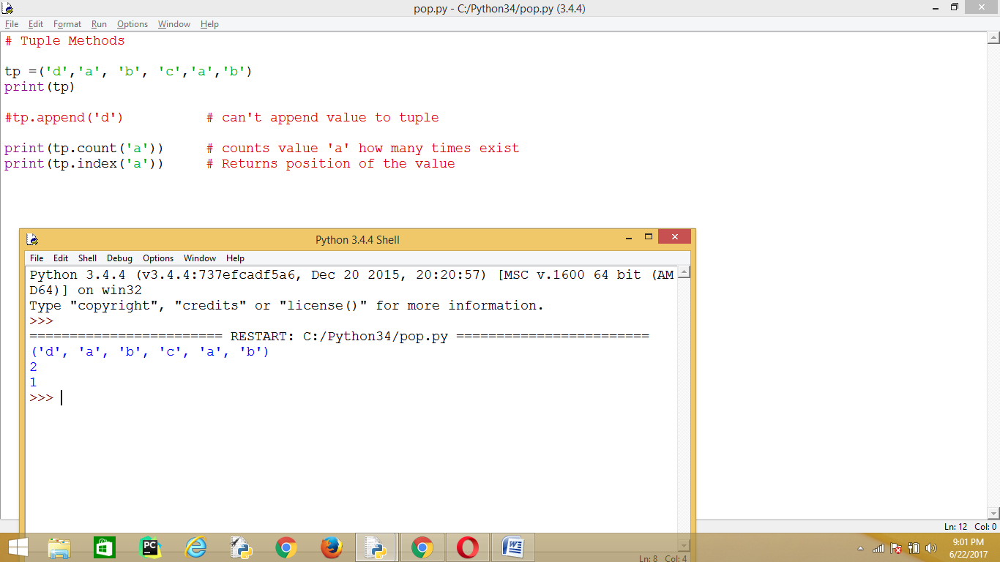 pop.py - C:/Python34/pop.py (3.4.4)
File Edit Format Run Options Window Help
# Tuple Methods
tp =('d','a', 'b', 'c','a','b')
print(tp)
#tp.append('d') # can't append value to tuple
print(tp.count('a')) # counts value 'a' how many times exist
print(tp.index('a')) # Returns position of the value
Python 3.4.4 Shell
File Edit Shell Debug Options Window Help
Python 3.4.4 (v3.4.4:737efcadf5a6, Dec 20 2015, 20:20:57) [MSC v.1600 64 bit (AM
D64)] on win32
Type "copyright", "credits" or "license()" for more information.
>>>
======================== RESTART: C:/Python34/pop.py ========================
('d', 'a', 'b', 'c', 'a', 'b')
2
1
>>>
Ln: 12 Col: 0
Ln: 8 Col: 4
PC
W
9:01 PM
6/22/2017